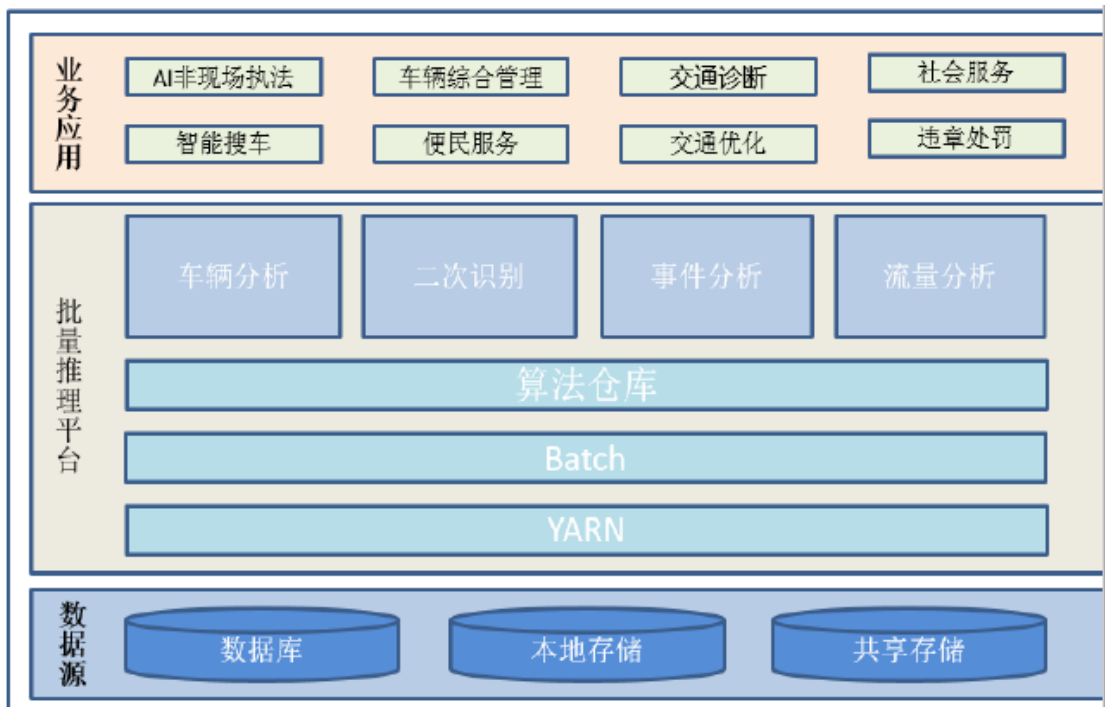 业务应用
AI非现场执法
车辆综合管理
交通诊断
社会服务
智能搜车
便民服务
交通优化
违章处罚
批量推理平台
车辆分析
二次识别
事件分析
流量分析
算法仓库
Batch
YARN
数据源
数据库
本地存储
共享存储